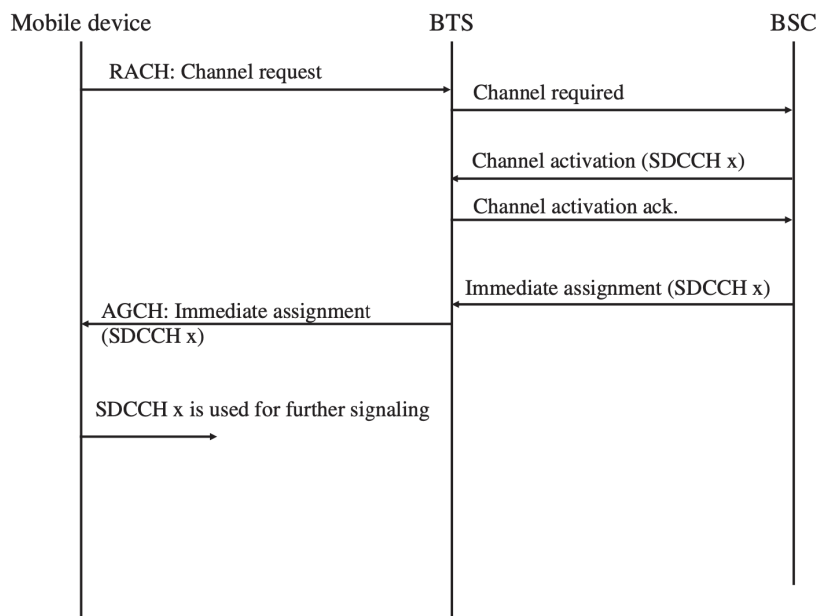 Mobile device
BTS
BSC
RACH: Channel request
Channel required
Channel activation (SDCCH x)
Channel activation ack.
Immediate assignment (SDCCH x)
AGCH: Immediate assignment
(SDCCH x)
SDCCH x is used for further signaling